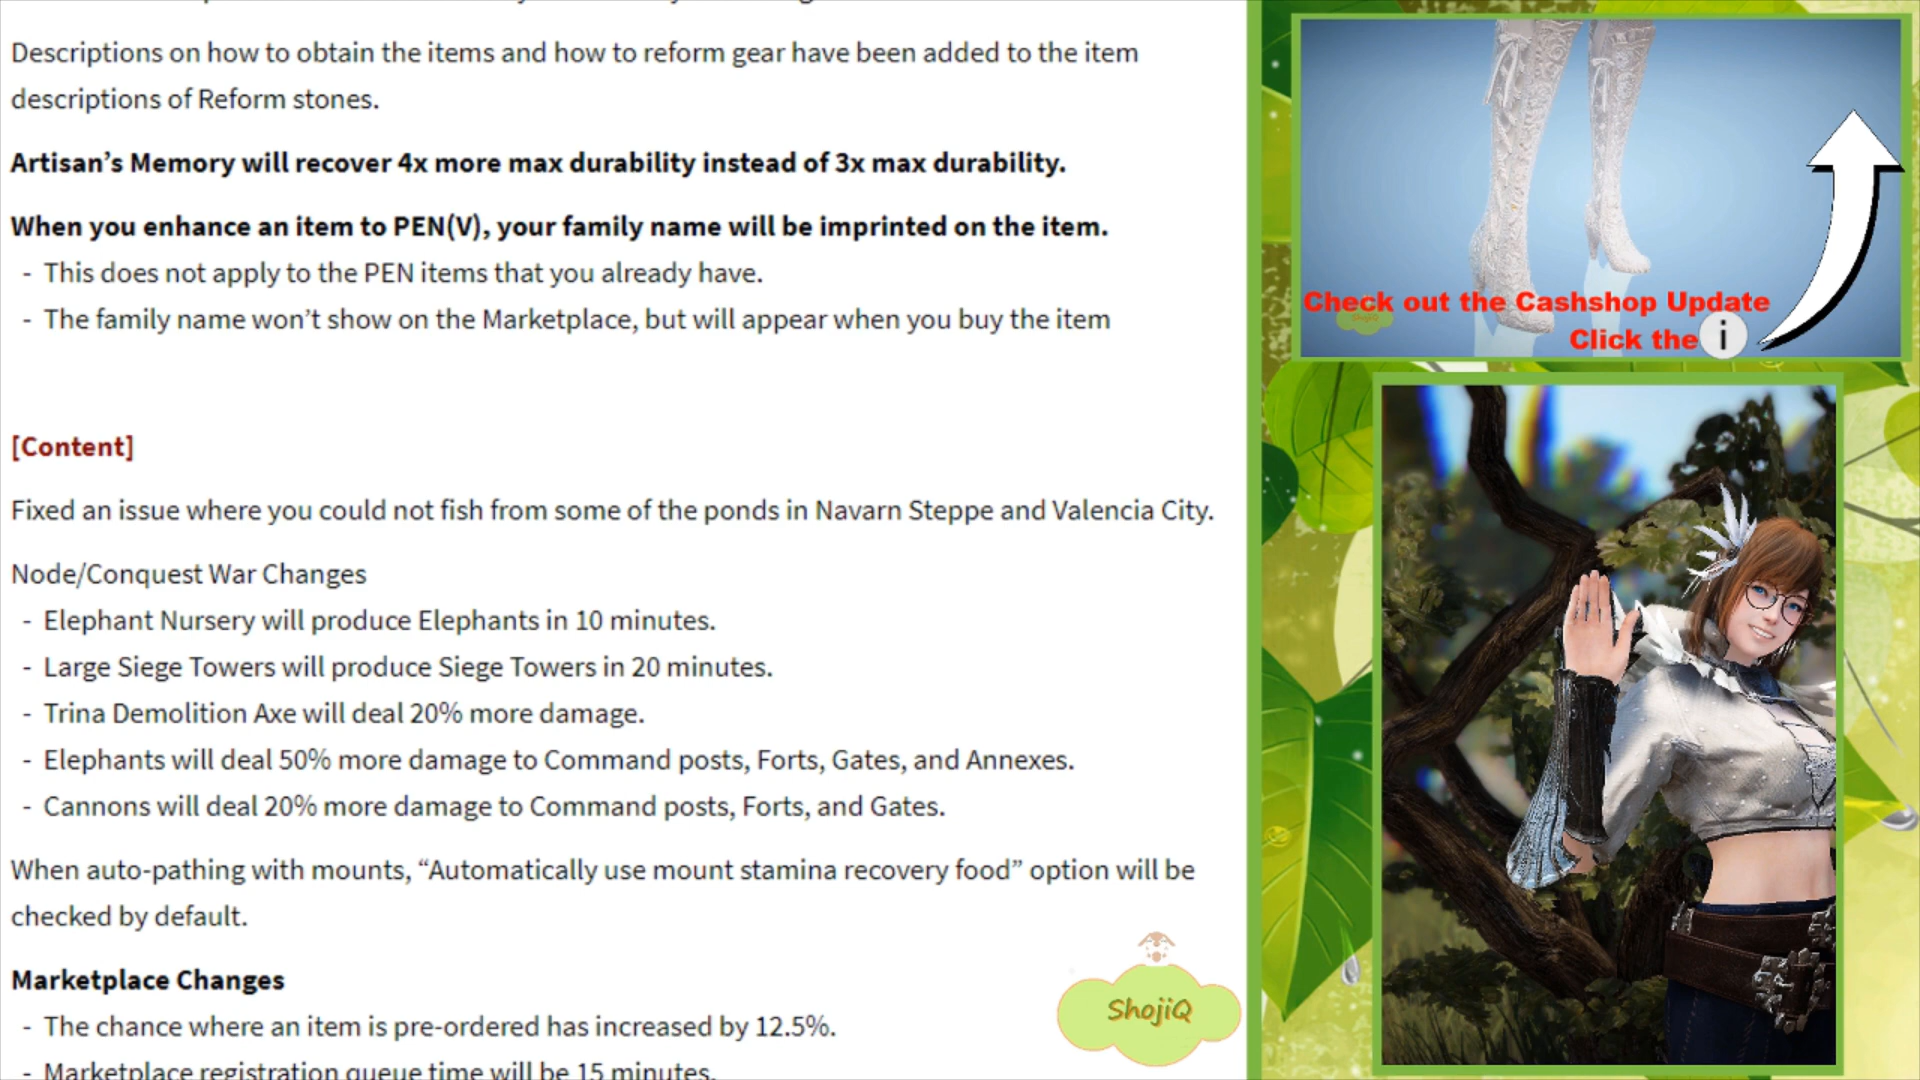 Descriptions on how to obtain the items and how to reform gear have been added to the item
descriptions of Reform stones.
Artisan’s Memory will recover 4x more max durability instead of 3x max durability.
When you enhance an item to PEN(V), your family name will be imprinted on the item.
- This does not apply to the PEN items that you already have.
- The family name won’t show on the Marketplace, but will appear when you buy the item
[Content]
Fixed an issue where you could not fish from some of the ponds in Navarn Steppe and Valencia City.
Node/Conquest War Changes
- Elephant Nursery will produce Elephants in 10 minutes.
- Large Siege Towers will produce Siege Towers in 20 minutes.
- Trina Demolition Axe will deal 20% more damage.
- Elephants will deal 50% more damage to Command posts, Forts, Gates, and Annexes.
- Cannons will deal 20% more damage to Command posts, Forts, and Gates.
When auto-pathing with mounts, “Automatically use mount stamina recovery food” option will be
checked by default.
Marketplace Changes
- The chance where an item is pre-ordered has increased by 12.5%.
- Marketplace registration queue time will be 15 minutes.
ShojiQ
Check out the Cashshop Update
Click the i